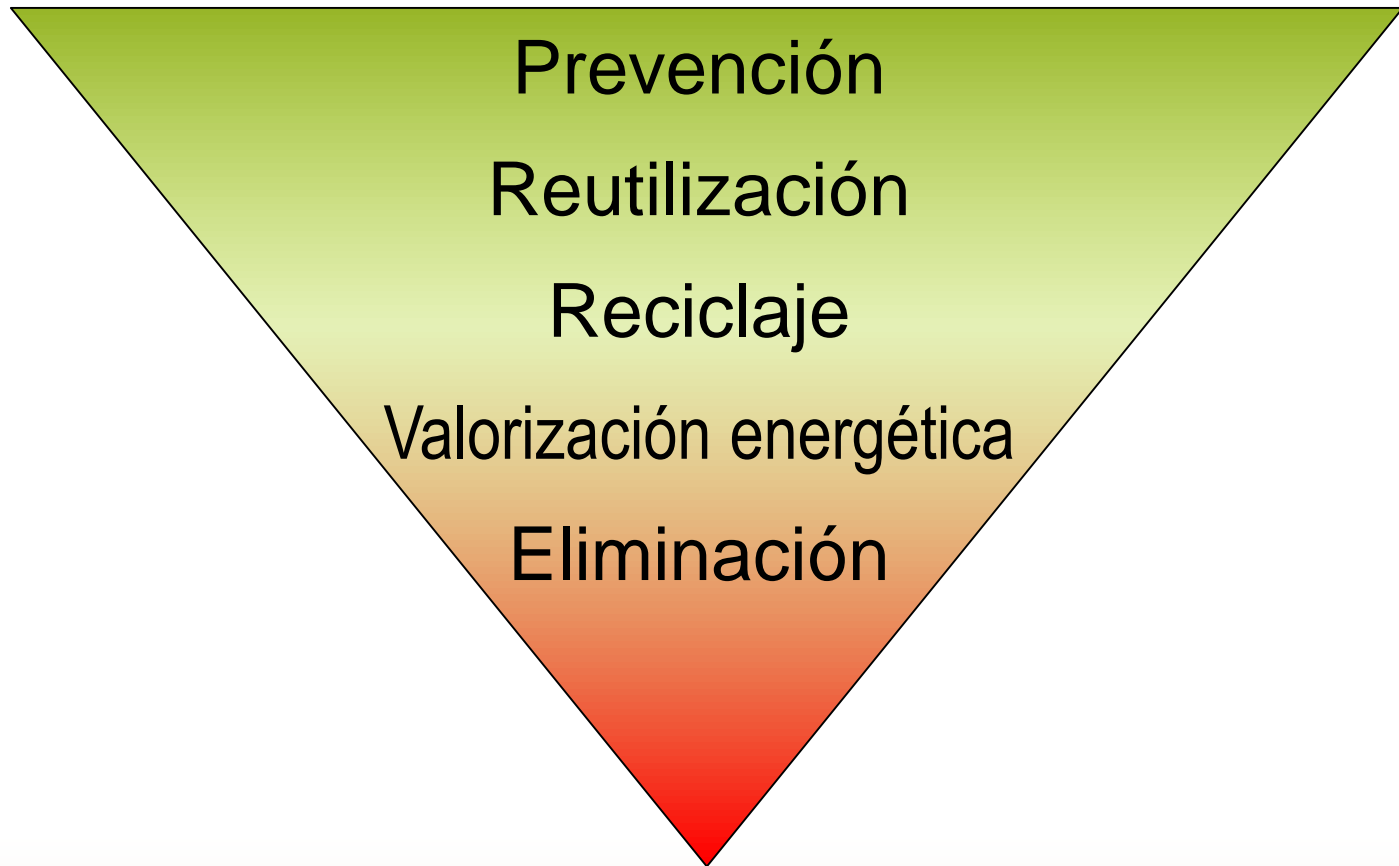 Prevención
Reutilización
Reciclaje
Valorización energética
Eliminación